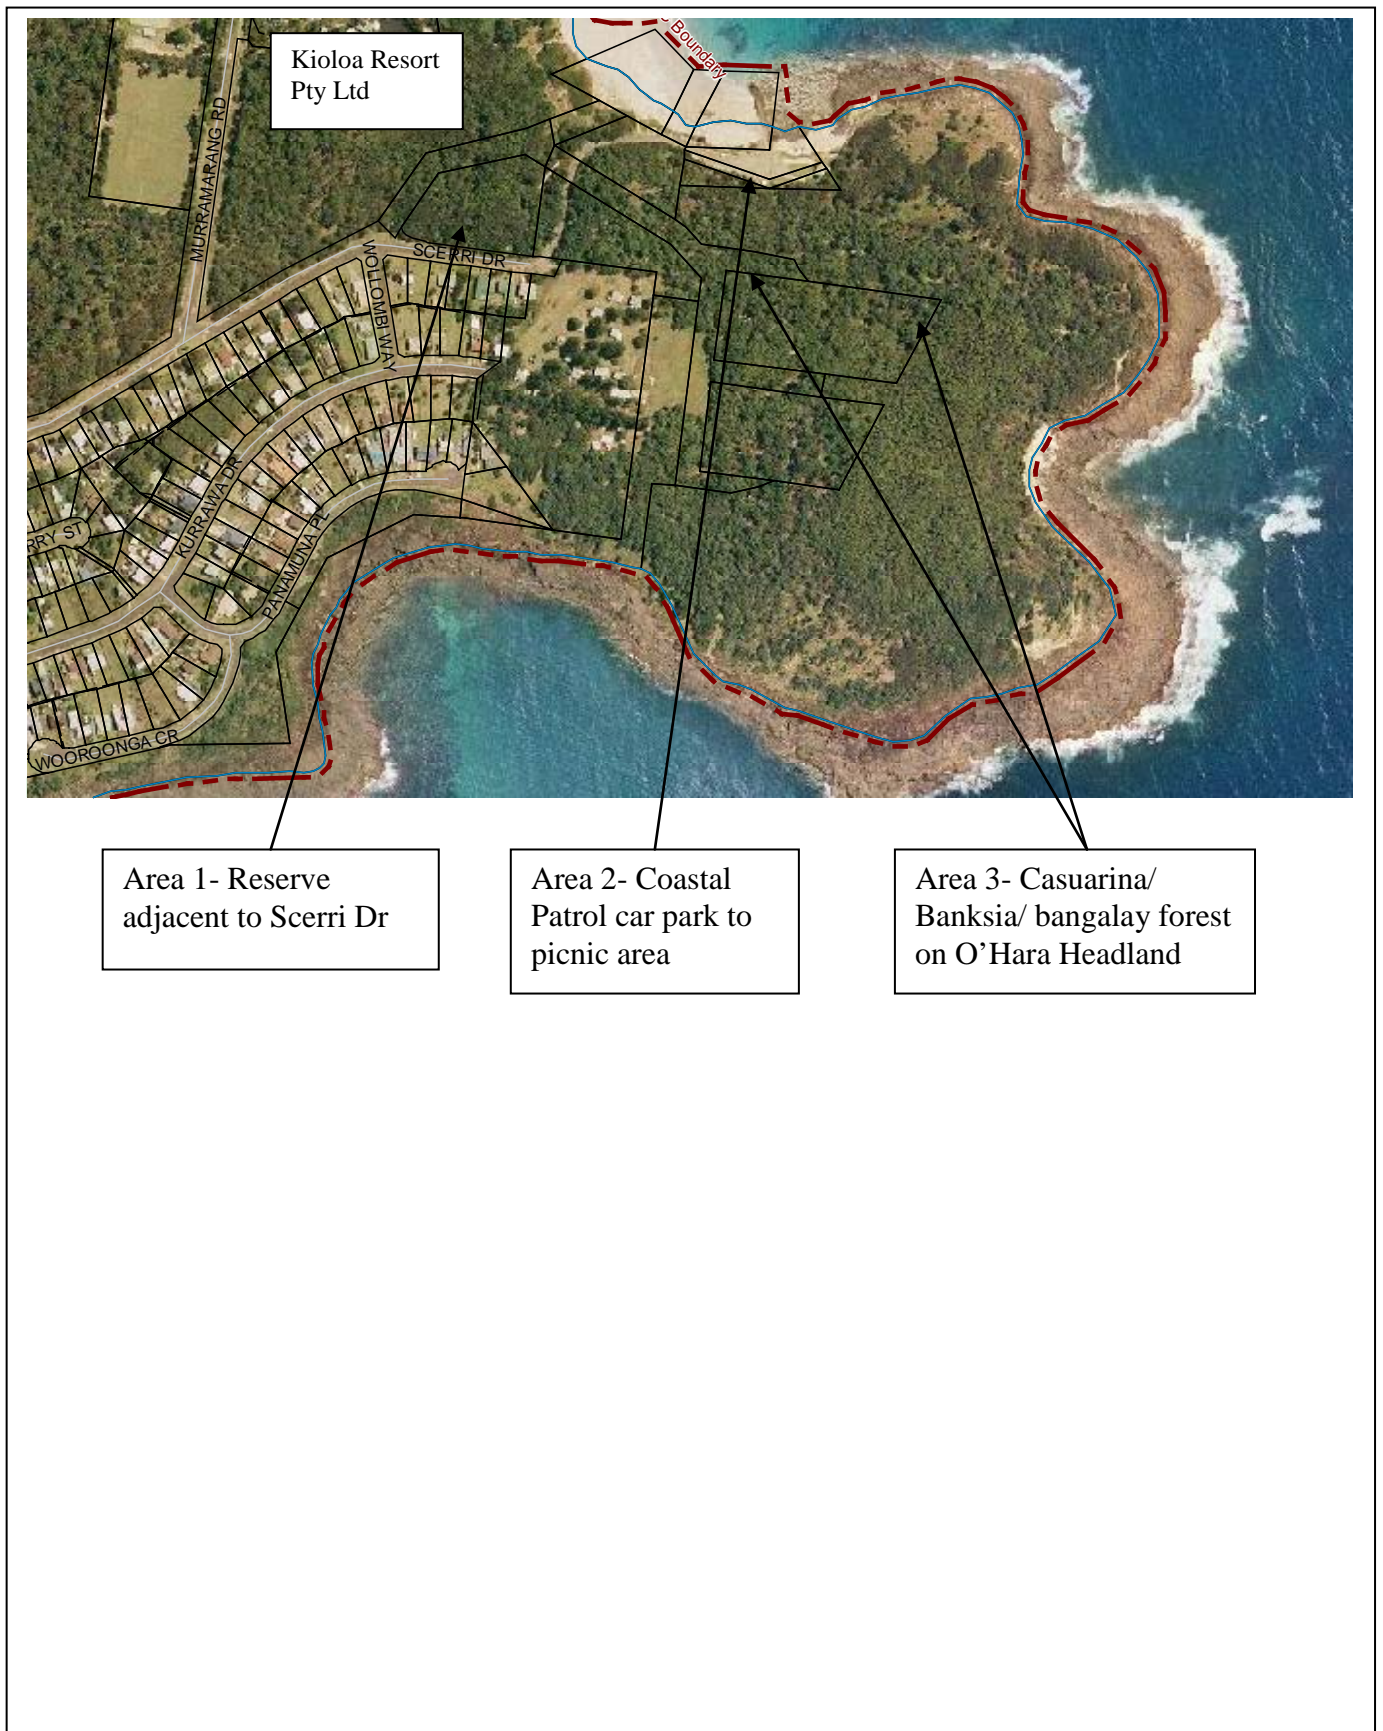 Kioloa Resort
Pty Ltd
Boundary
MURRAMARANG RD
SCERRI DR
WOLLOMBI WAY
KURRAWA DR
RRY ST
PANAMUNA PL
WOOROONGA CR
Area 1- Reserve
adjacent to Scerri Dr
Area 2- Coastal
Patrol car park to
picnic area
Area 3- Casuarina/
Banksia/ bangalay forest
on O’Hara Headland